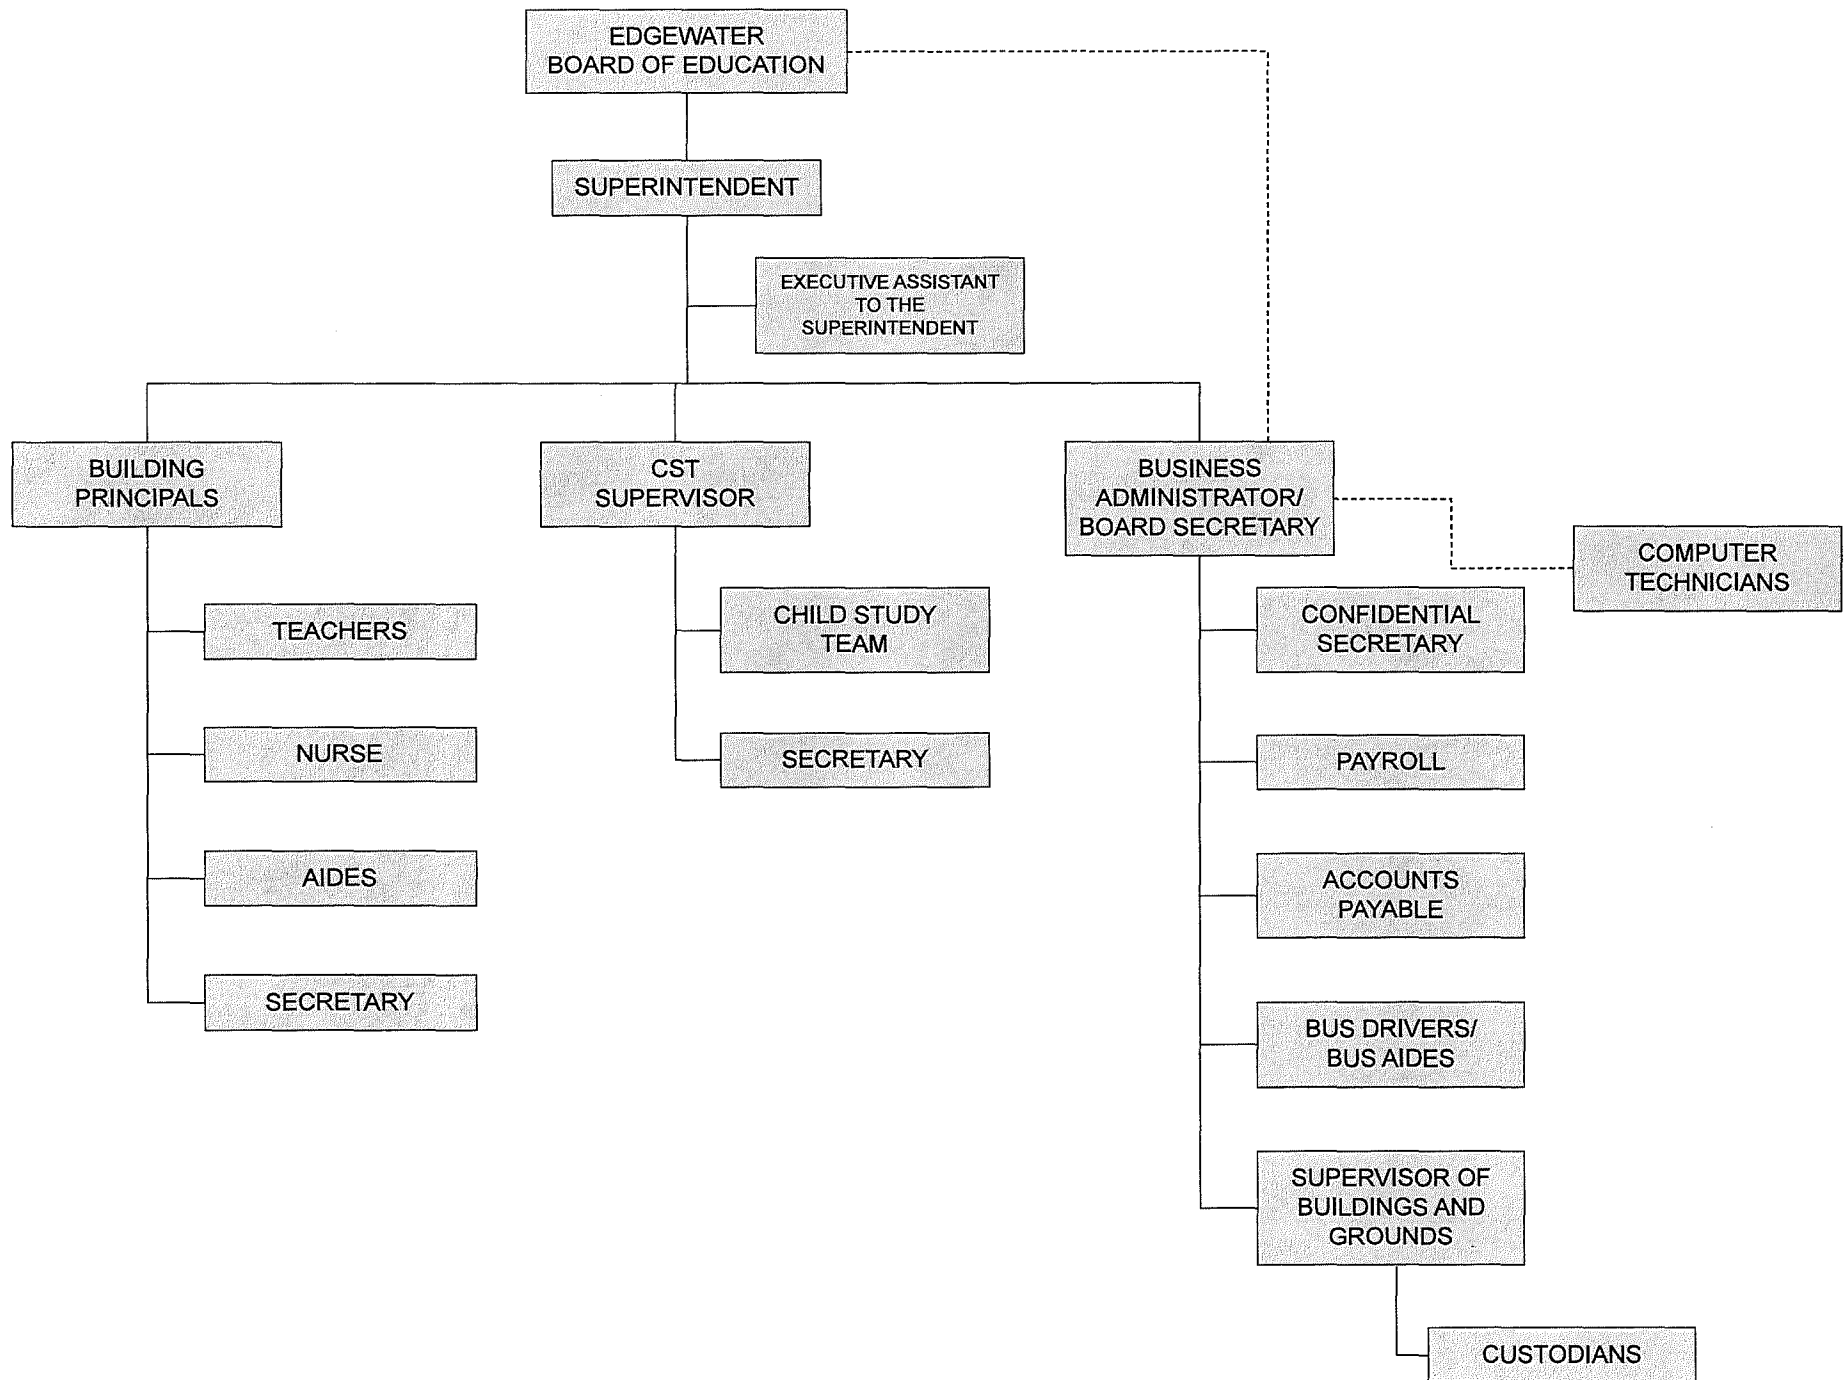 EDGEWATER
BOARD OF EDUCATION
SUPERINTENDENT
EXECUTIVE ASSISTANT
TO THE
SUPERINTENDENT
BUILDING
PRINCIPALS
CST
SUPERVISOR
BUSINESS
ADMINISTRATOR/
BOARD SECRETARY
COMPUTER
TECHNICIANS
TEACHERS
NURSE
AIDES
SECRETARY
CHILD STUDY
TEAM
SECRETARY
CONFIDENTIAL
SECRETARY
PAYROLL
ACCOUNTS
PAYABLE
BUS DRIVERS/
BUS AIDES
SUPERVISOR OF
BUILDINGS AND
GROUNDS
CUSTODIANS